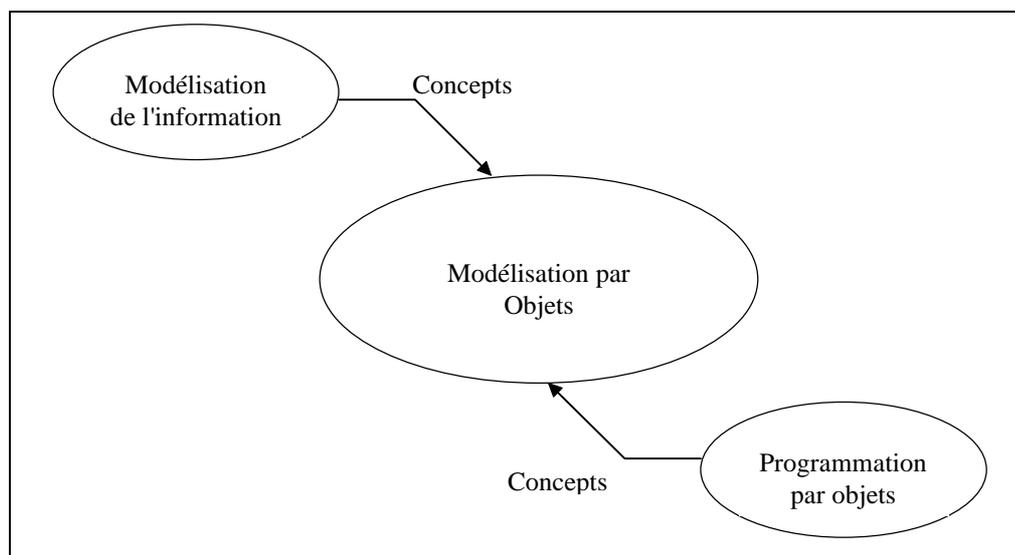 Modélisation
de l'information
Concepts
Modélisation par
Objets
Concepts
Programmation
par objets